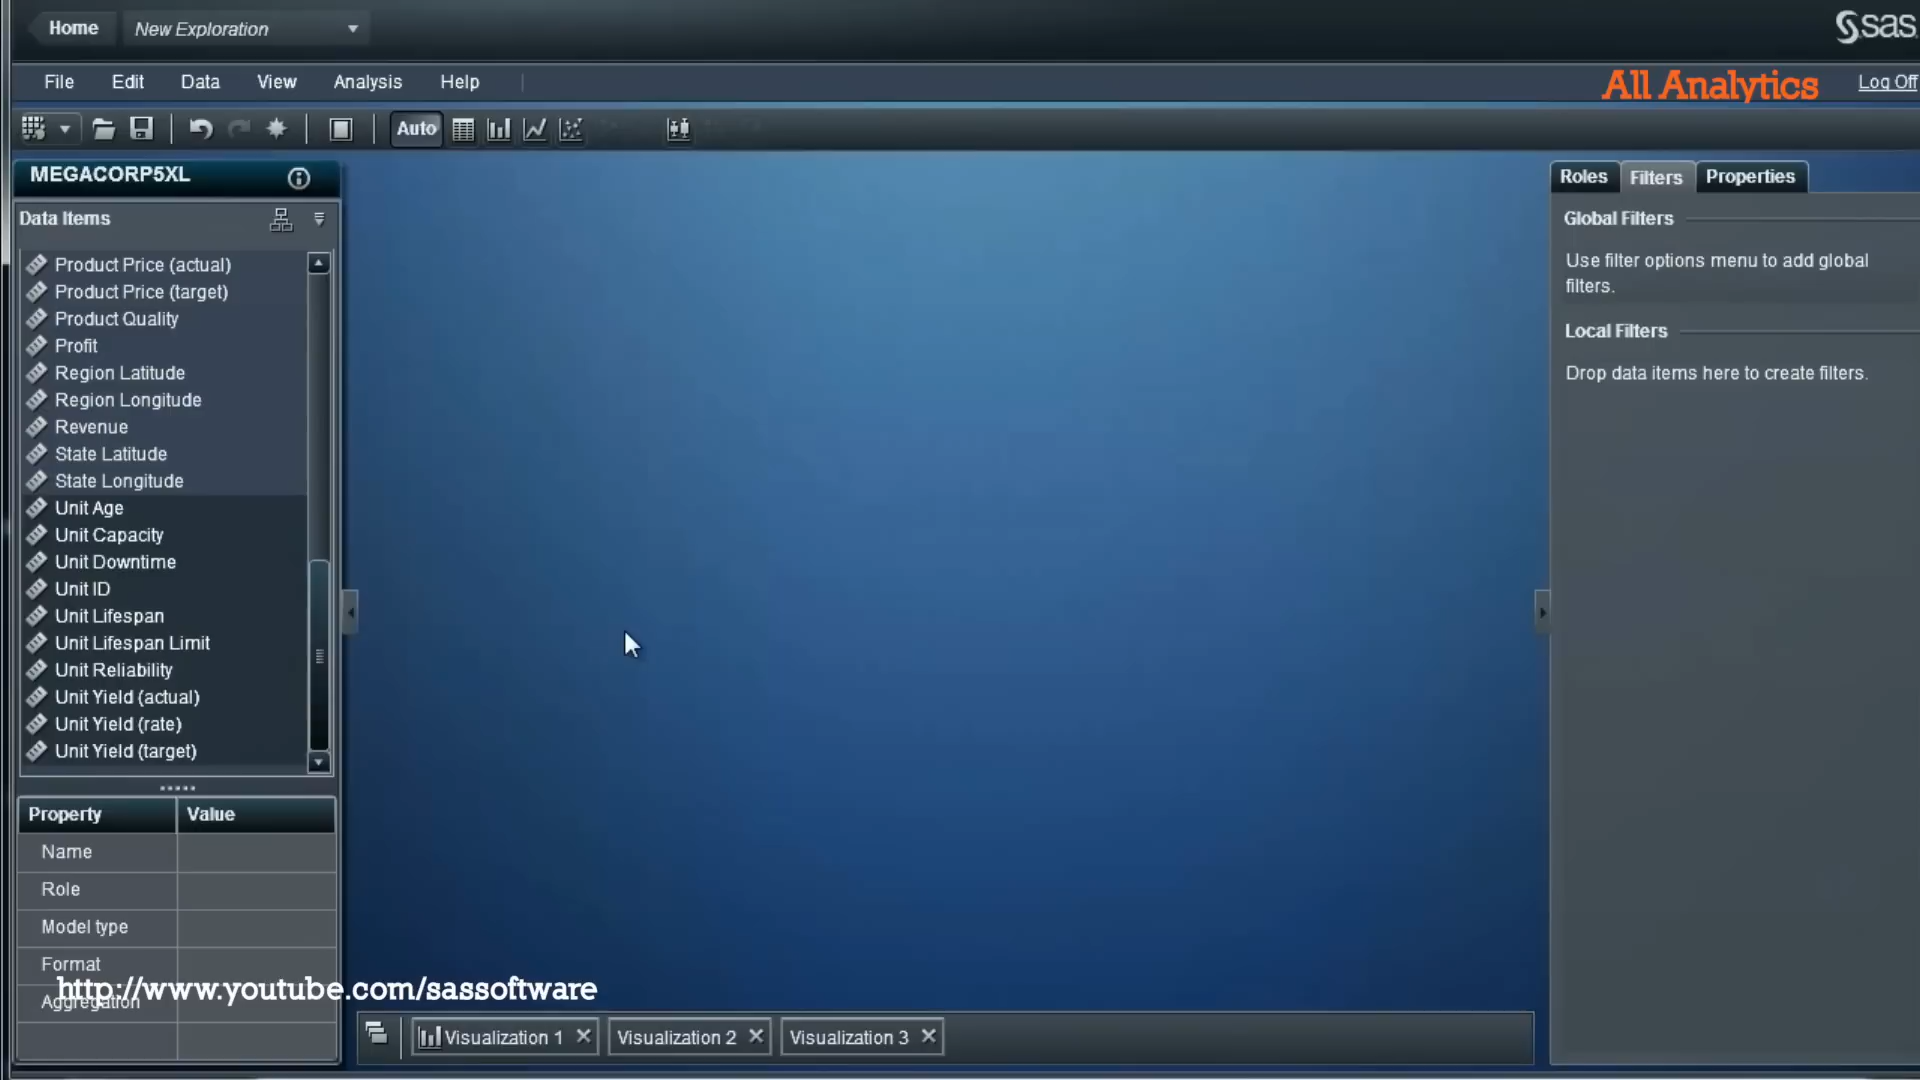 Home
New Exploration
sas
File Edit Data View Analysis Help
All Analytics
Log Off
Auto
MEGACORP5XL
Data Items
Product Price (actual)
Product Price (target)
Product Quality
Profit
Region Latitude
Region Longitude
Revenue
State Latitude
State Longitude
Unit Age
Unit Capacity
Unit Downtime
Unit ID
Unit Lifespan
Unit Lifespan Limit
Unit Reliability
Unit Yield (actual)
Unit Yield (rate)
Unit Yield (target)
Property Value
Name
Role
Model type
Format
Aggregation
http://www.youtube.com/sassoftware
Visualization 1 Visualization 2 Visualization 3
Roles Filters Properties
Global Filters
Use filter options menu to add global
filters.
Local Filters
Drop data items here to create filters.